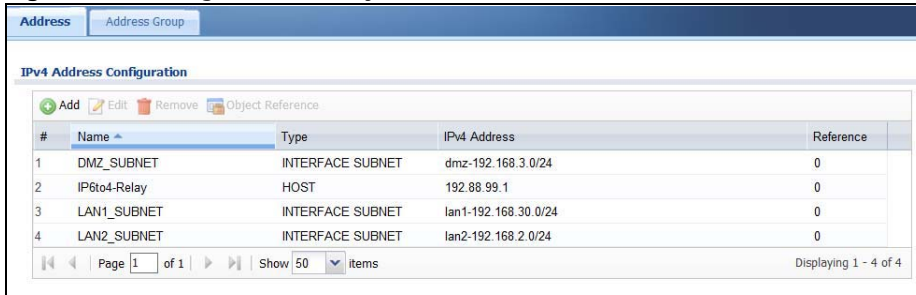 Address Address Group
IPv4 Address Configuration
Add Edit Remove Object Reference
# Name Type IPv4 Address Reference
1 DMZ_SUBNET INTERFACE SUBNET dmz-192.168.3.0/24 0
2 IP6to4-Relay HOST 192.88.99.1 0
3 LAN1_SUBNET INTERFACE SUBNET lan1-192.168.30.0/24 0
4 LAN2_SUBNET INTERFACE SUBNET lan2-192.168.2.0/24 0
Page 1 of 1 Show 50 items Displaying 1 - 4 of 4